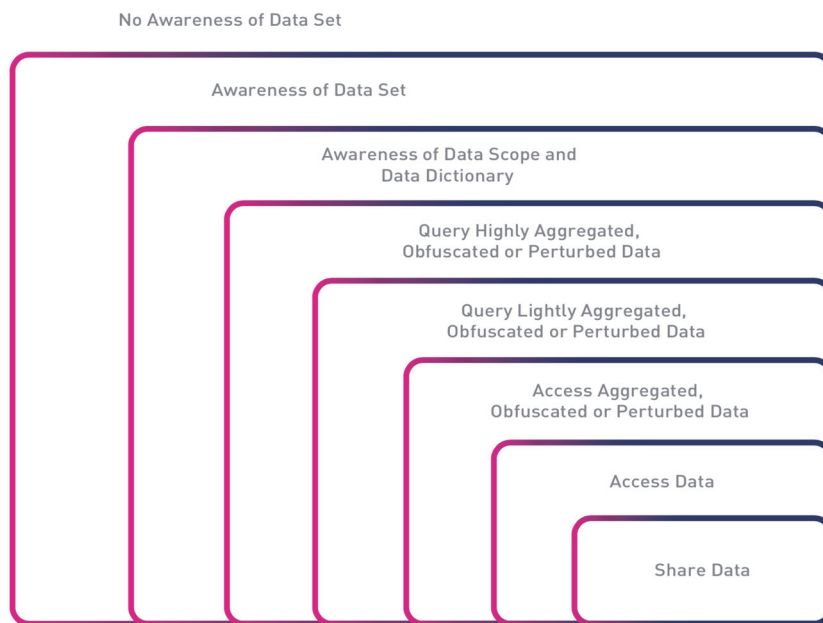 No Awareness of Data Set
Awareness of Data Set
Awareness of Data Scope and
Data Dictionary
Query Highly Aggregated,
Obfuscated or Perturbed Data
Query Lightly Aggregated,
Obfuscated or Perturbed Data
Access Aggregated,
Obfuscated or Perturbed Data
Access Data
Share Data